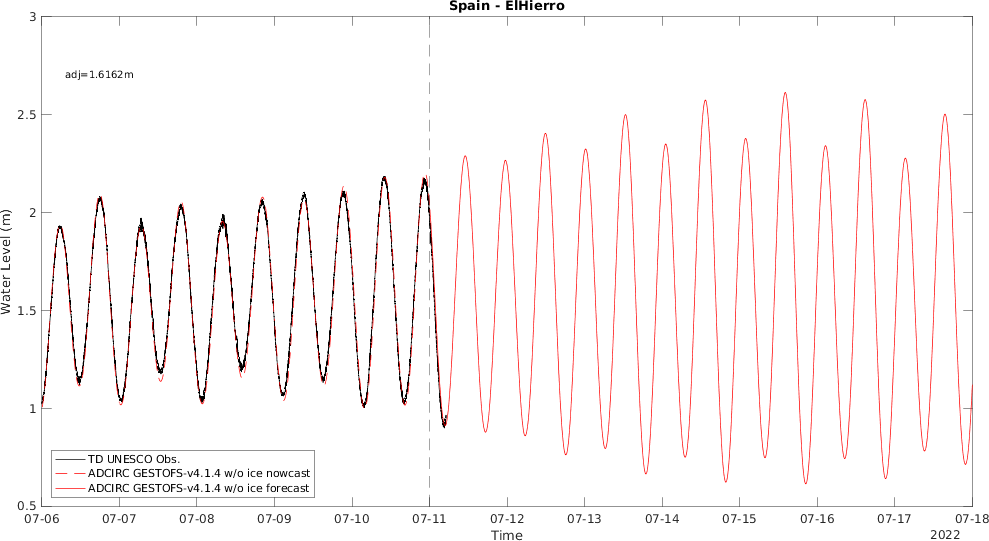 Spain - ElHierro
3
adj=1.6162m
2.5
2
Water Level (m)
1.5
1
TD UNESCO Obs.
ADCIRC GESTOFS-v4.1.4 w/o ice nowcast
ADCIRC GESTOFS-v4.1.4 w/o ice forecast
0.5
07-06 07-07 07-08 07-09 07-10 07-11 07-12 07-13 07-14 07-15 07-16 07-17 07-18
Time
2022